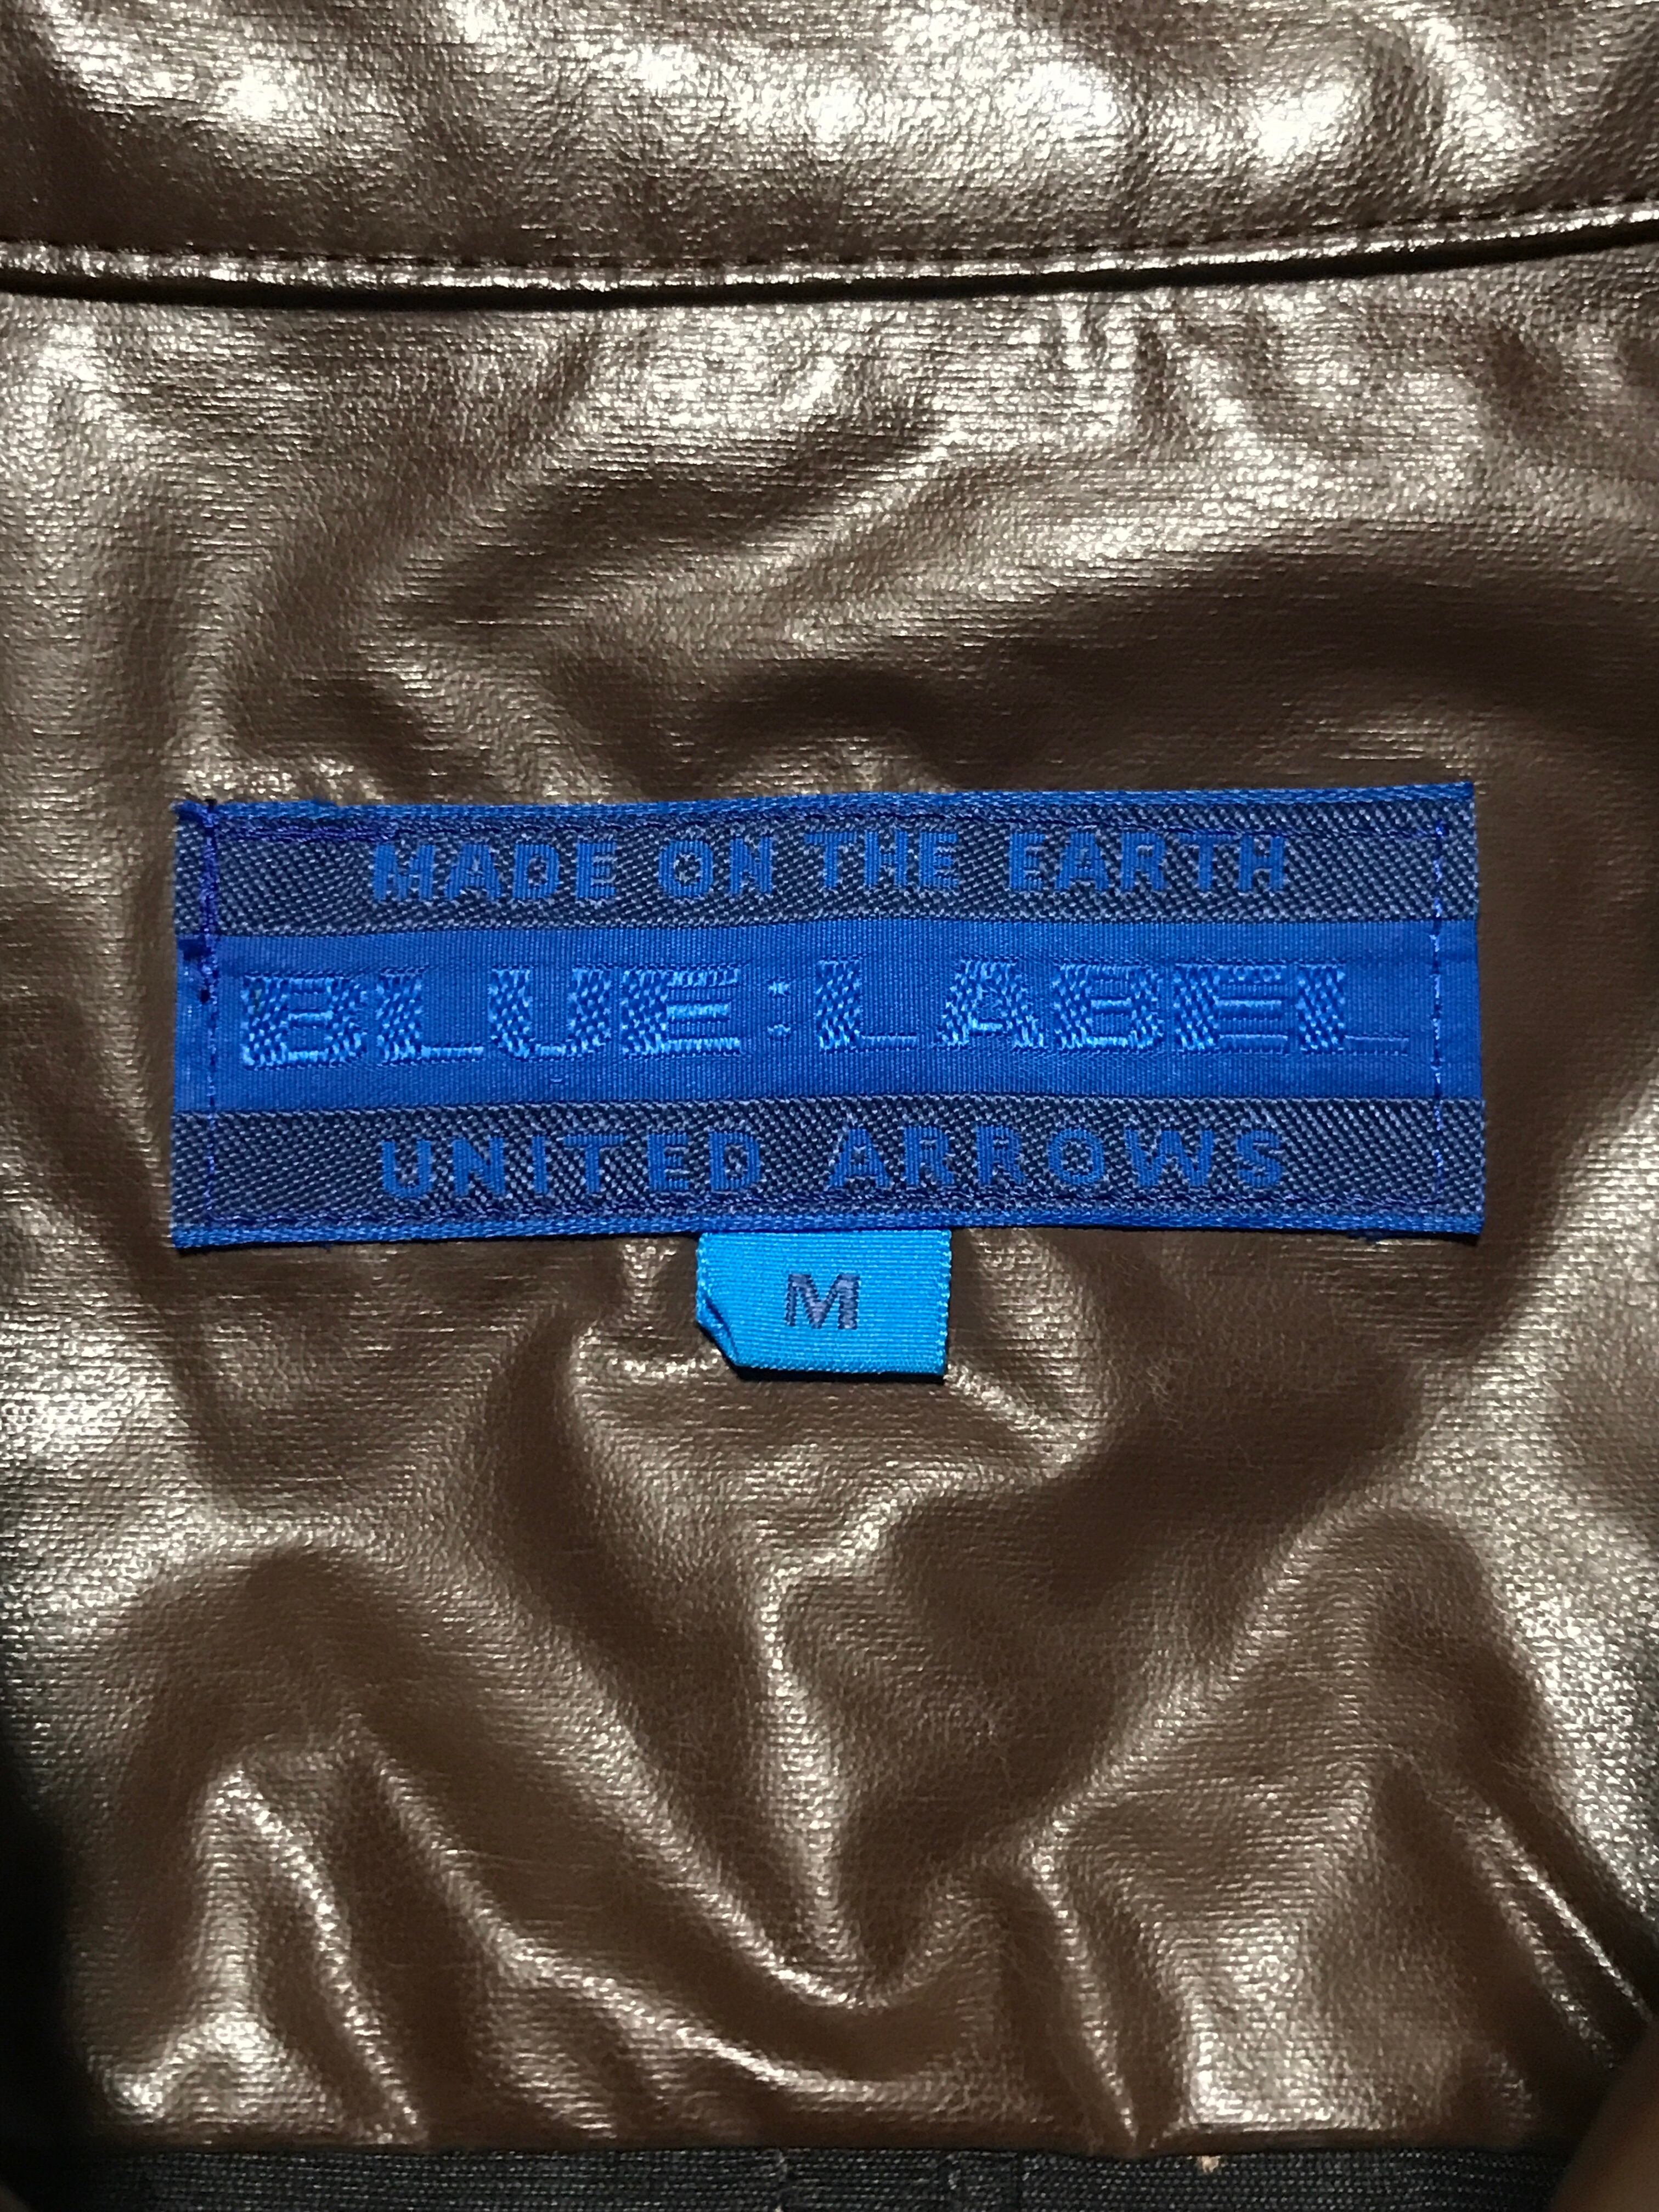 MADE ON THE EARTH
BLUE:LABEL
UNITED ARROWS
M